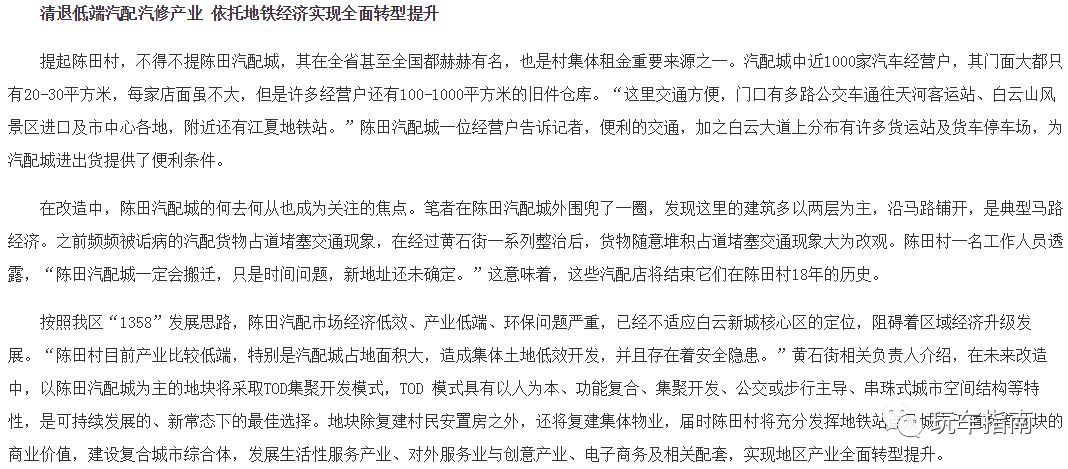 清退低端汽配汽修产业 依托地铁经济实现全面转型提升
提起陈田村，不得不提陈田汽配城，其在全省甚至全国都赫赫有名，也是村集体租金重要来源之一。汽配城中近1000家汽车经营户，其门面大都只
有20-30平方米，每家店面虽不大，但是许多经营户还有100-1000平方米的旧件仓库。“这里交通方便，门口有多路公交车通往天河客运站、白云山风
景区进口及市中心各地，附近还有江夏地铁站。”陈田汽配城一位经营户告诉记者，便利的交通，加之白云大道上分布有许多货运站及货车停车场，为
汽配城进出货提供了便利条件。
在改造中，陈田汽配城的何去何从也成为关注的焦点。笔者在陈田汽配城外围兜了一圈，发现这里的建筑多以两层为主，沿马路铺开，是典型马路
经济。之前频频被诟病的汽配货物占道堵塞交通现象，在经过黄石街一系列整治后，货物随意堆积占道堵塞交通现象大为改观。陈田村一名工作人员透
露，“陈田汽配城一定会搬迁，只是时间问题，新地址还未确定。”这意味着，这些汽配店将结束它们在陈田村18年的历史。
按照我区“1358”发展思路，陈田汽配市场经济低效、产业低端、环保问题严重，已经不适应白云新城核心区的定位，阻碍着区域经济升级发
展。“陈田村目前产业比较低端，特别是汽配城占地面积大，造成集体土地低效开发，并且存在着安全隐患。”黄石街相关负责人介绍，在未来改造
中，以陈田汽配城为主的地块将采取TOD集聚开发模式，TOD 模式具有以人为本、功能复合、集聚开发、公交或步行主导、串珠式城市空间结构等特
性，是可持续发展的、新常态下的最佳选择。地块除复建村民安置房之外，还将复建集体物业，届时陈田村将充分发挥地铁站 块的
商业价值，建设复合城市综合体，发展生活性服务产业、对外服务业与创意产业、电子商务及相关配套，实现地区产业全面转型提升。
玩车指南